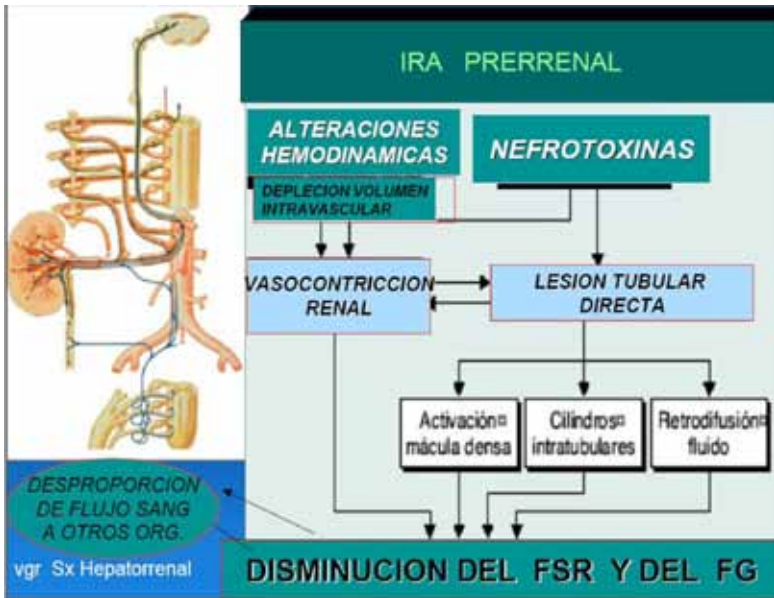 IRA PRERRENAL
ALTERACIONES
HEMODINAMICAS
DEPLECION VOLUMEN
INTRAVASCULAR
NEFROTOXINAS
VASOCONTRICCION
RENAL
LESION TUBULAR
DIRECTA
Activación¤
mácula densa
Cilindros¤
intratubulares
Retrodifusión¤
fluido
DESPROPORCION
DE FLUJO SANG
A OTROS ORG.
vgr Sx Hepatorrenal
DISMINUCION DEL FSR Y DEL FG